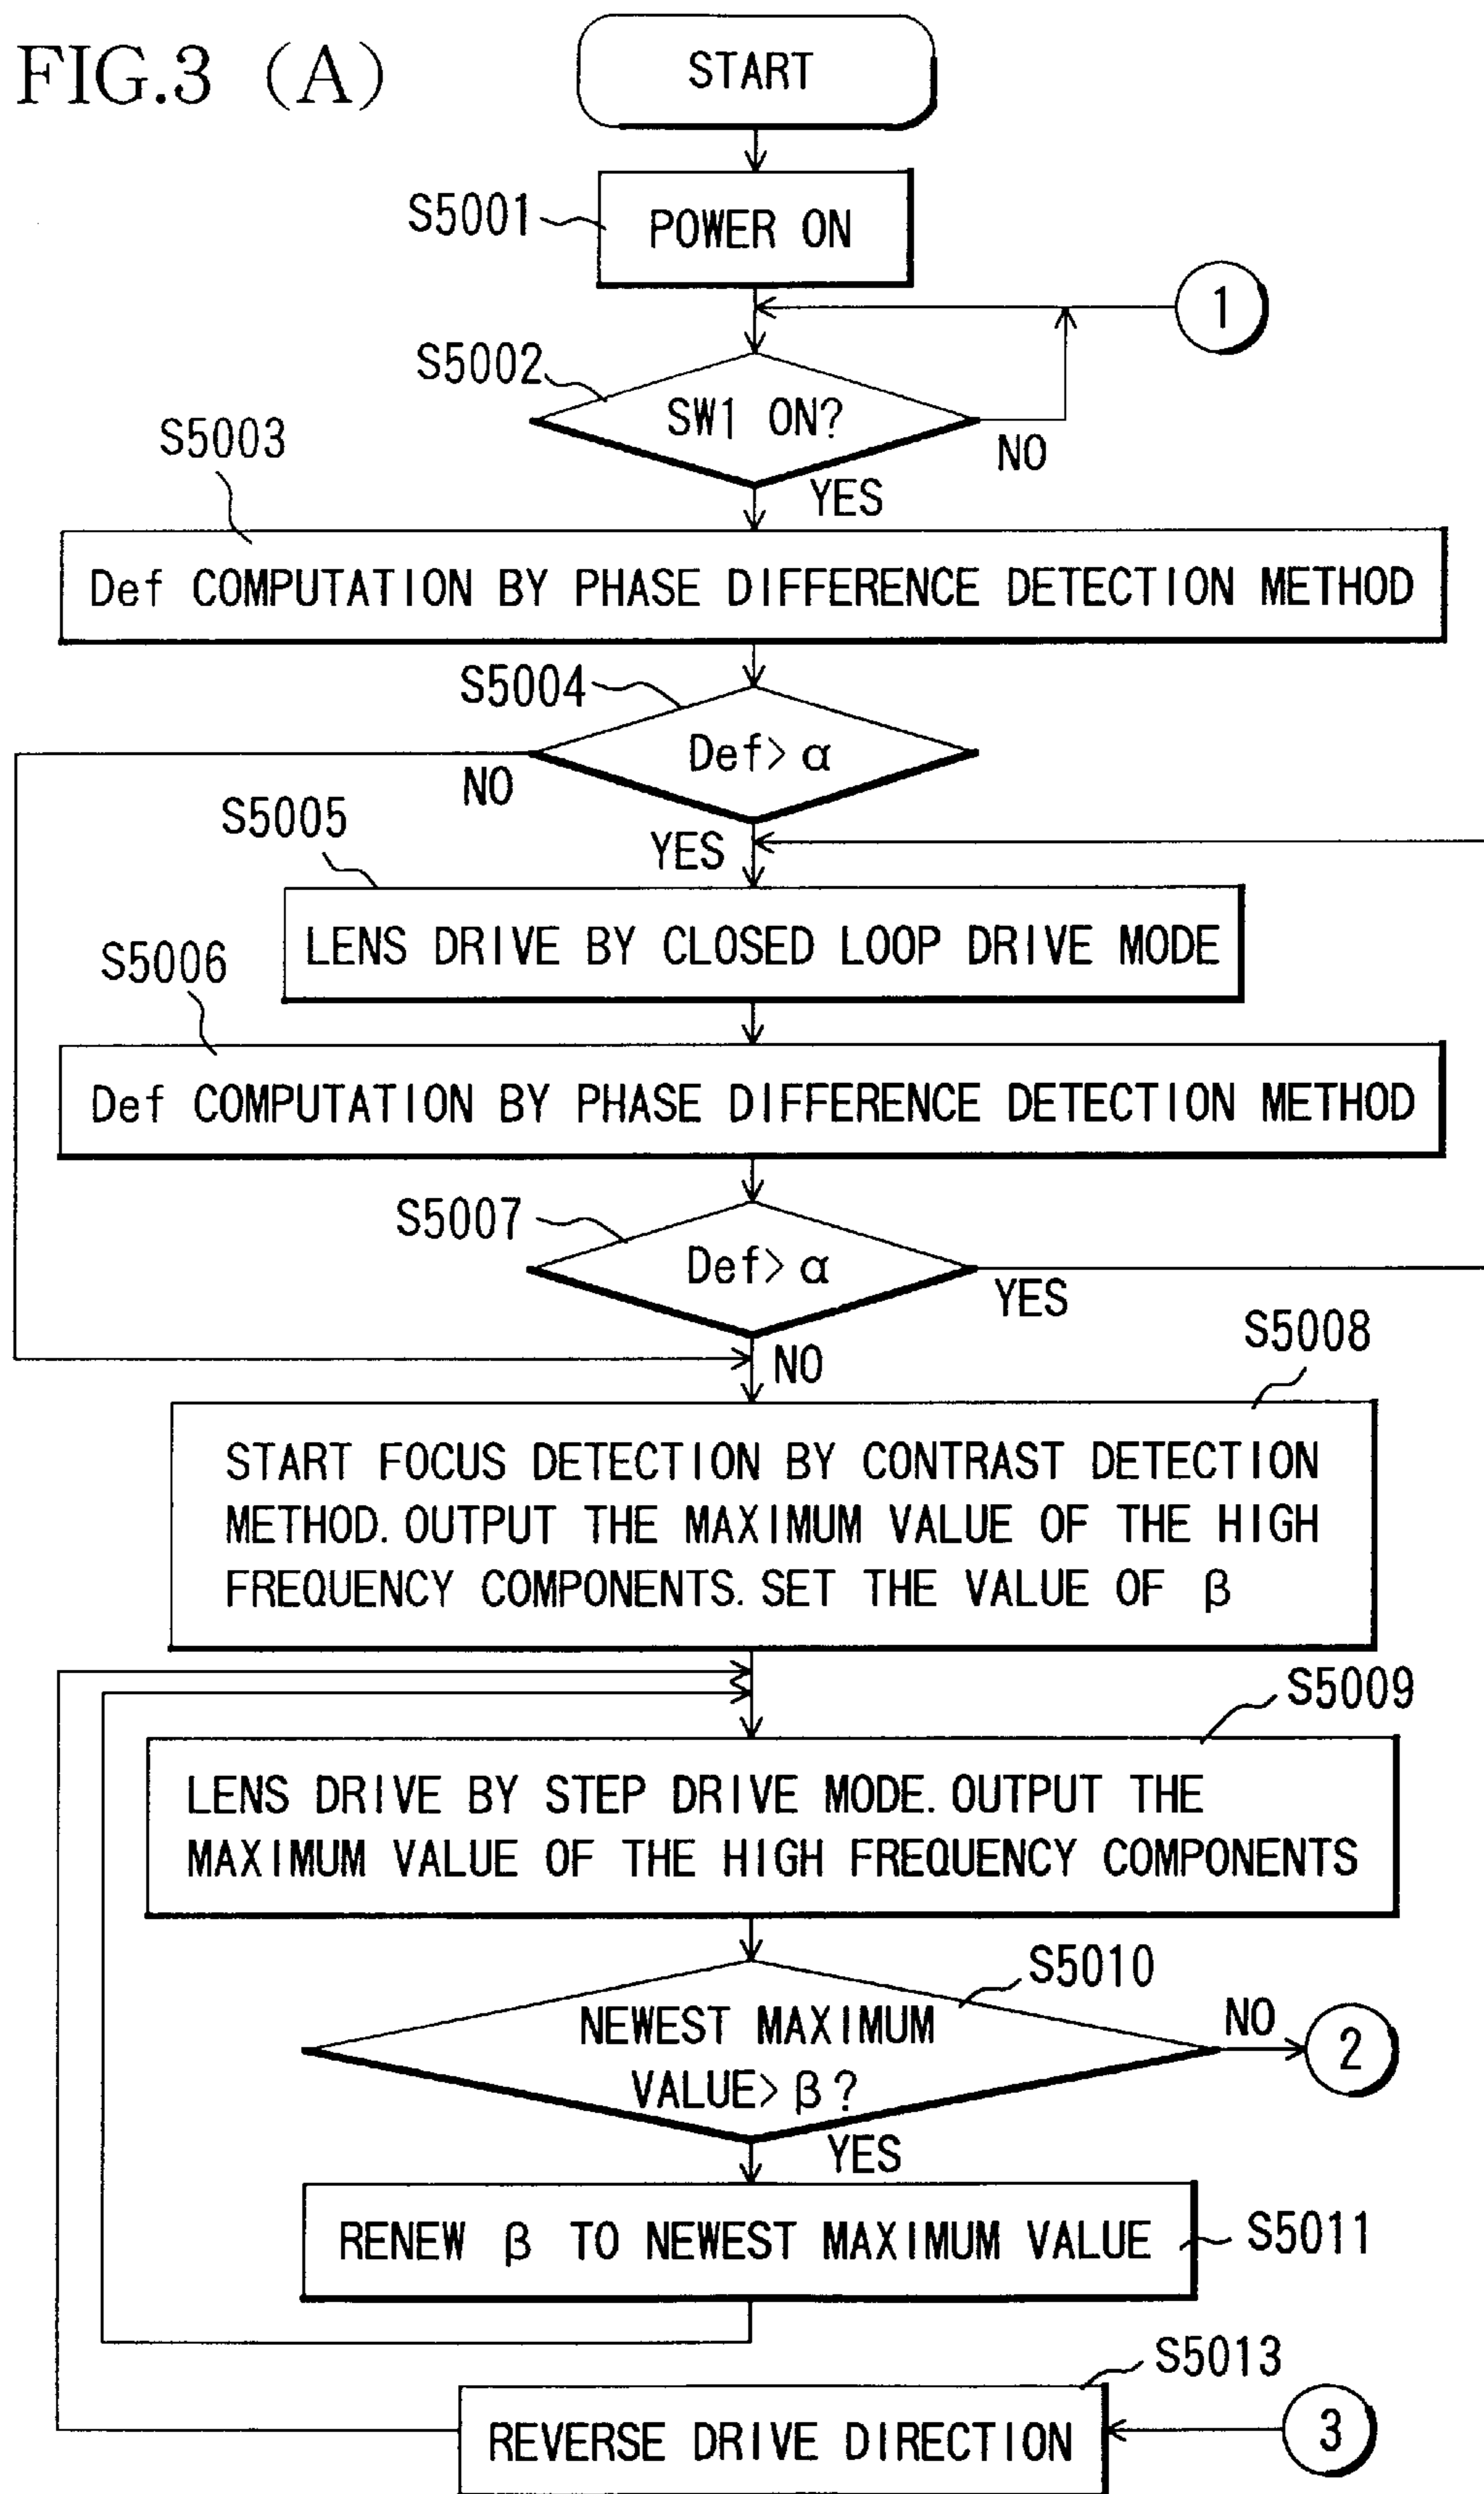 FIG.3 (A)
START
S5001
POWER ON
1
S5002
SW1 ON?
NO
YES
S5003
Def COMPUTATION BY PHASE DIFFERENCE DETECTION METHOD
S5004
Def> α
NO
YES
S5005
LENS DRIVE BY CLOSED LOOP DRIVE MODE
S5006
Def COMPUTATION BY PHASE DIFFERENCE DETECTION METHOD
S5007
Def> α
YES
NO
S5008
START FOCUS DETECTION BY CONTRAST DETECTION
METHOD. OUTPUT THE MAXIMUM VALUE OF THE HIGH
FREQUENCY COMPONENTS. SET THE VALUE OF β
S5009
LENS DRIVE BY STEP DRIVE MODE. OUTPUT THE
MAXIMUM VALUE OF THE HIGH FREQUENCY COMPONENTS
S5010
NEWEST MAXIMUM
VALUE> β ?
NO
2
YES
RENEW β TO NEWEST MAXIMUM VALUE
S5011
S5013
REVERSE DRIVE DIRECTION
3